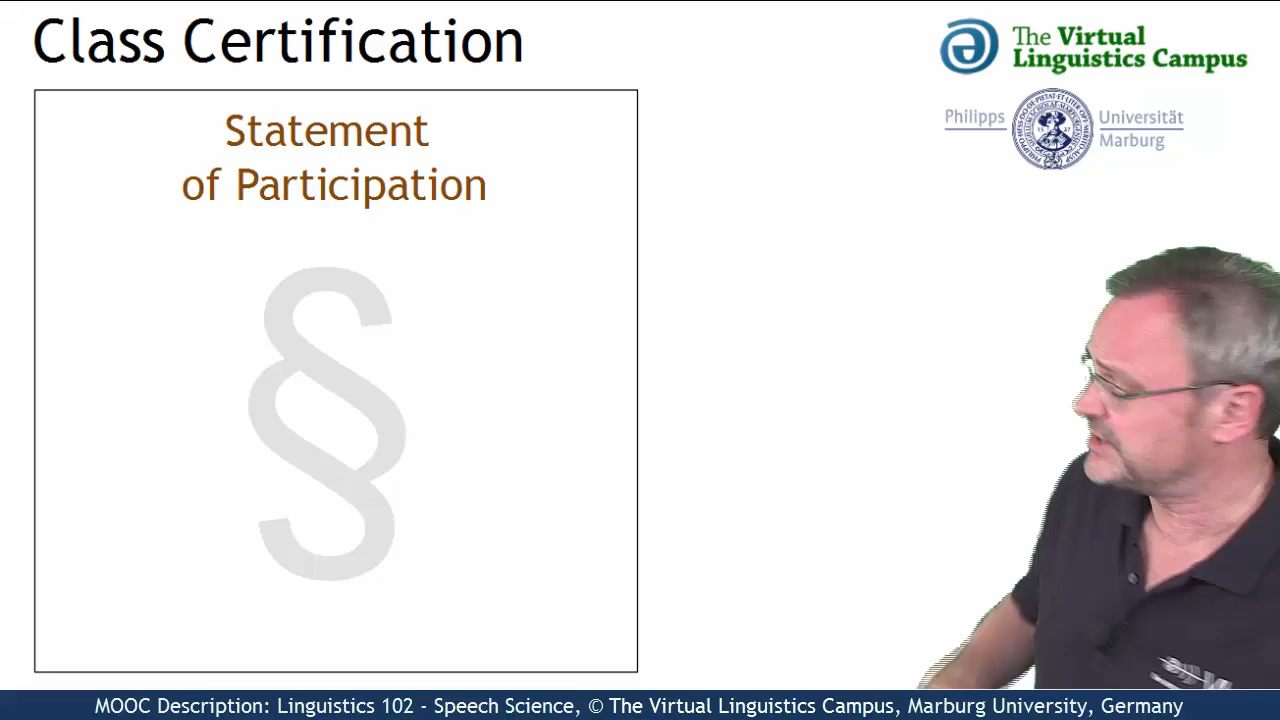 Class Certification
The Virtual
Linguistics Campus
Philipps
Universität
Marburg
Statement
of Participation
§
MOOC Description: Linguistics 102 - Speech Science, © The Virtual Linguistics Campus, Marburg University, Germany